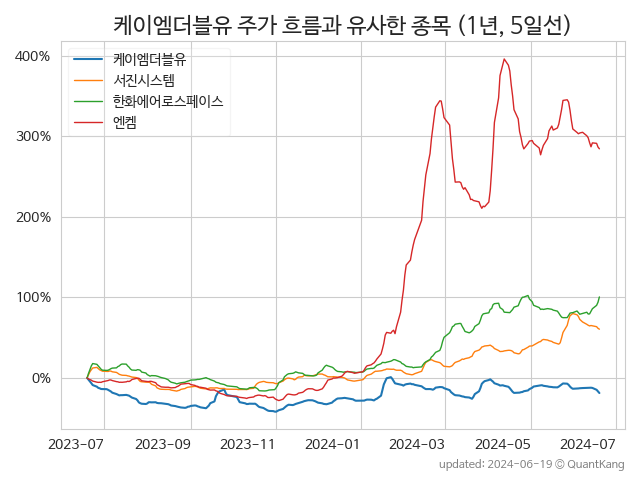 케이엠더블유 주가 흐름과 유사한 종목 (1년, 5일선)
케이엠더블유
서진시스템
한화에어로스페이스
엔켐
400%
300%
200%
100%
0%
2023-07 2023-09 2023-11 2024-01 2024-03 2024-05 2024-07
updated: 2024-06-19 © QuantKang